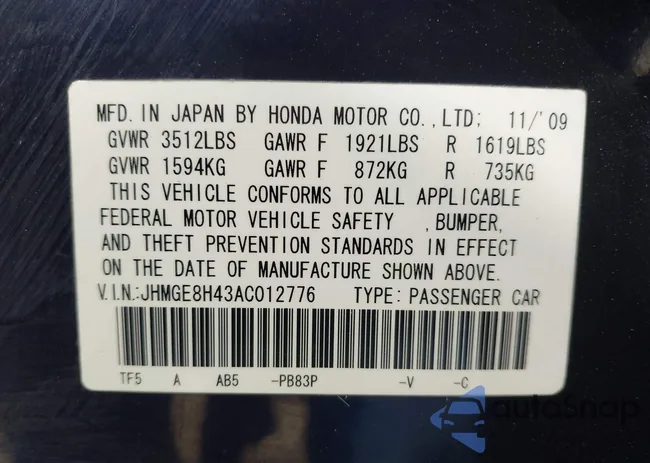 MFD. IN JAPAN BY HONDA MOTOR CO., LTD; 11/'09
GVWR 3512LBS GAWR F 1921LBS R 1619LBS
GVWR 1594KG GAWR F 872KG R 735KG
THIS VEHICLE CONFORMS TO ALL APPLICABLE
FEDERAL MOTOR VEHICLE SAFETY , BUMPER,
AND THEFT PREVENTION STANDARDS IN EFFECT
ON THE DATE OF MANUFACTURE SHOWN ABOVE.
V.I.N.:JHMGE8H43AC012776 TYPE: PASSENGER CAR
TF5 A AB5 -PB83P -V -C
autoSnap